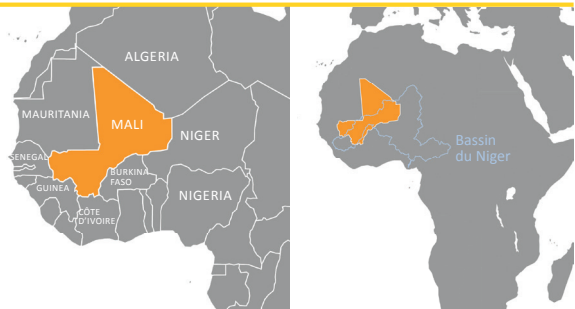 ALGERIA
MAURITANIA
MALI
NIGER
SENEGAL
BURKINA
FASO
GUINEA
NIGERIA
CÔTE
D'IVOIRE
Bassin
du Niger